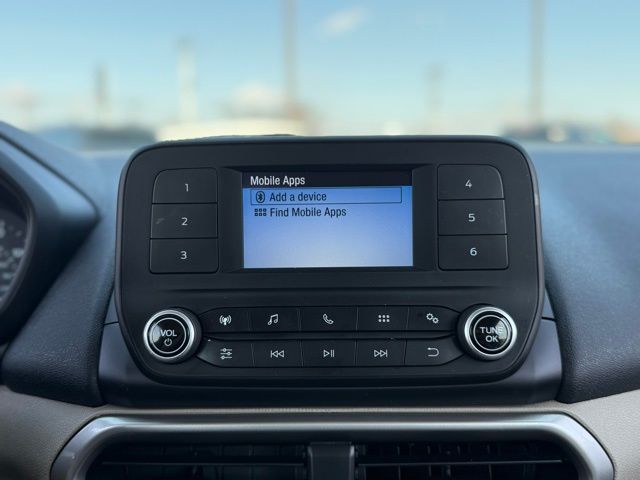 Mobile Apps
Add a device
Find Mobile Apps
1
2
3
4
5
6
VOL
TUNE
OK